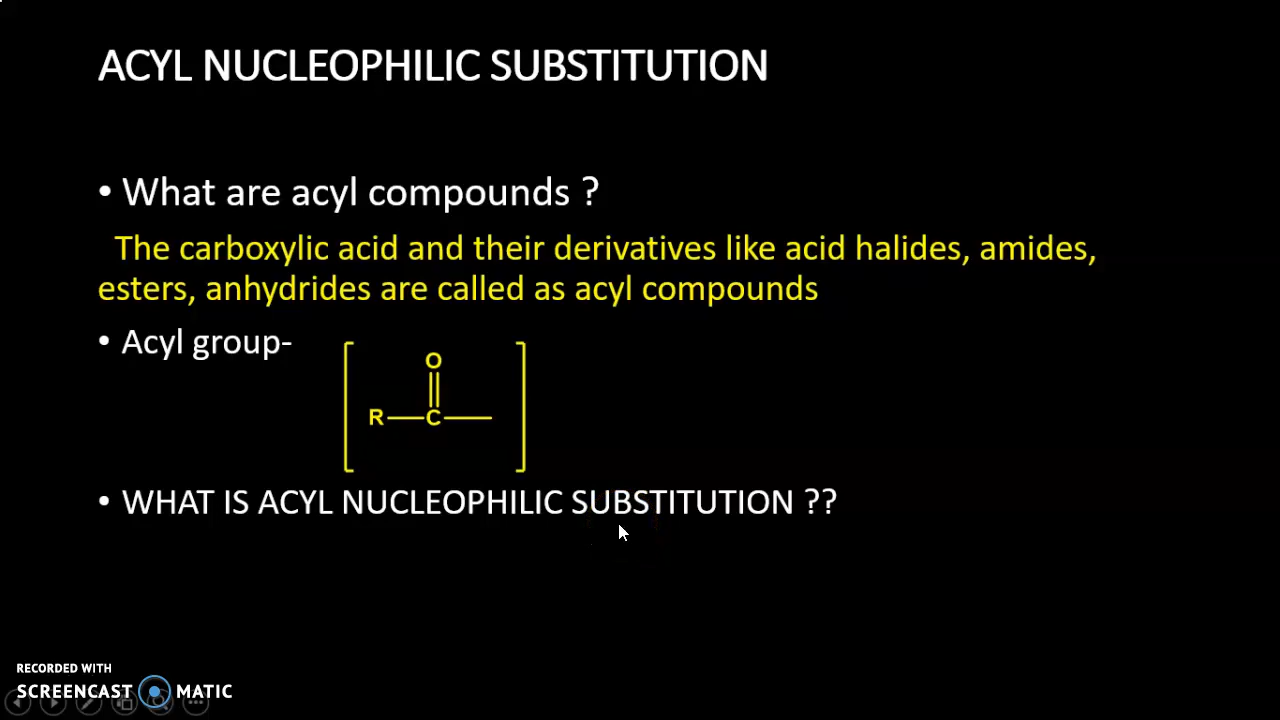 ACYL NUCLEOPHILIC SUBSTITUTION
• What are acyl compounds ?
The carboxylic acid and their derivatives like acid halides, amides,
esters, anhydrides are called as acyl compounds
• Acyl group-
O
R C
• WHAT IS ACYL NUCLEOPHILIC SUBSTITUTION ??
RECORDED WITH
SCREENCAST MATIC